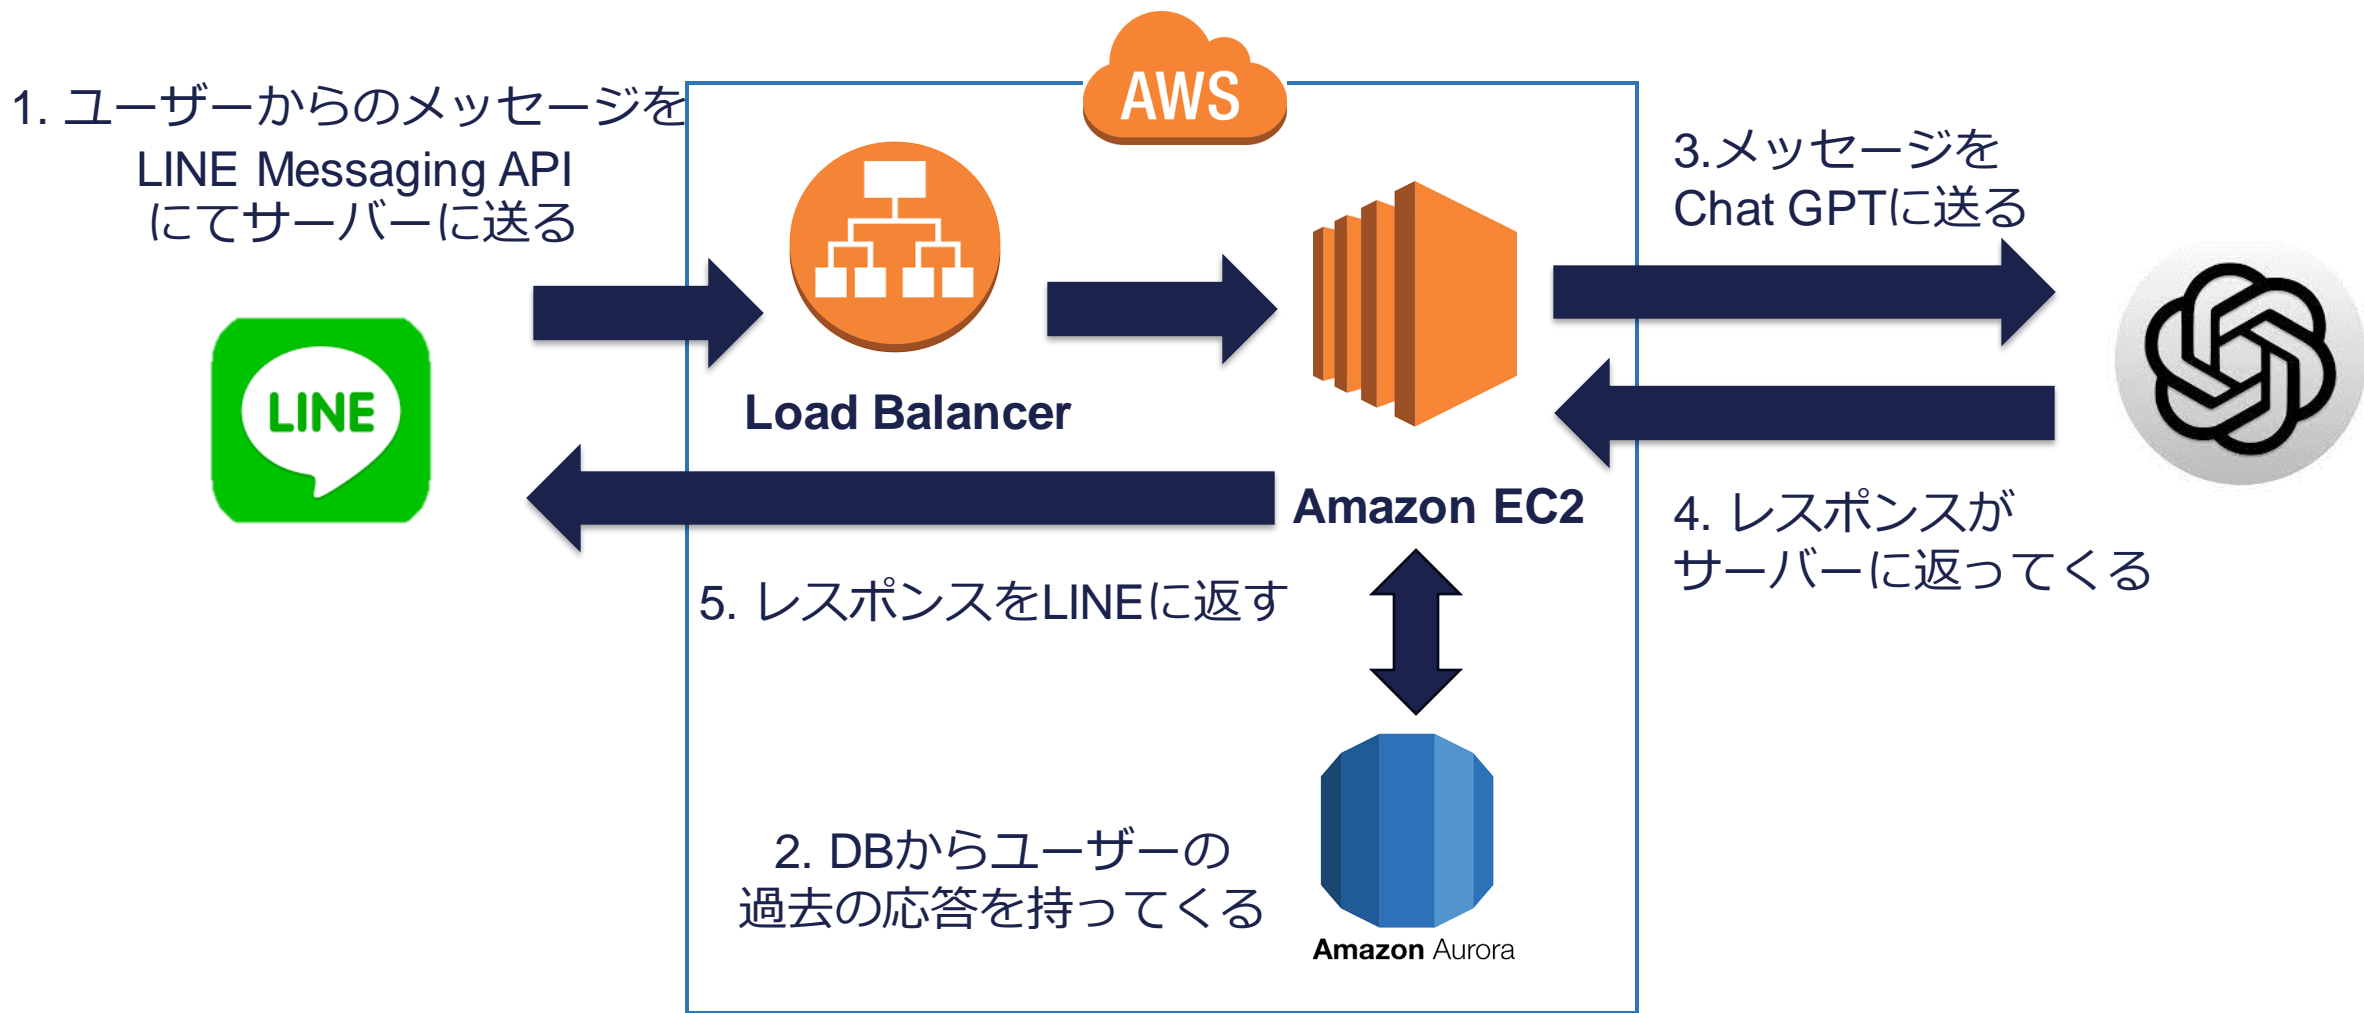 AWS
1. ユーザーからのメッセージを
LINE Messaging API
にてサーバーに送る
3.メッセージを
Chat GPTに送る
LINE
Load Balancer
Amazon EC2
4. レスポンスが
サーバーに返ってくる
5. レスポンスをLINEに返す
2. DBからユーザーの
過去の応答を持ってくる
Amazon Aurora